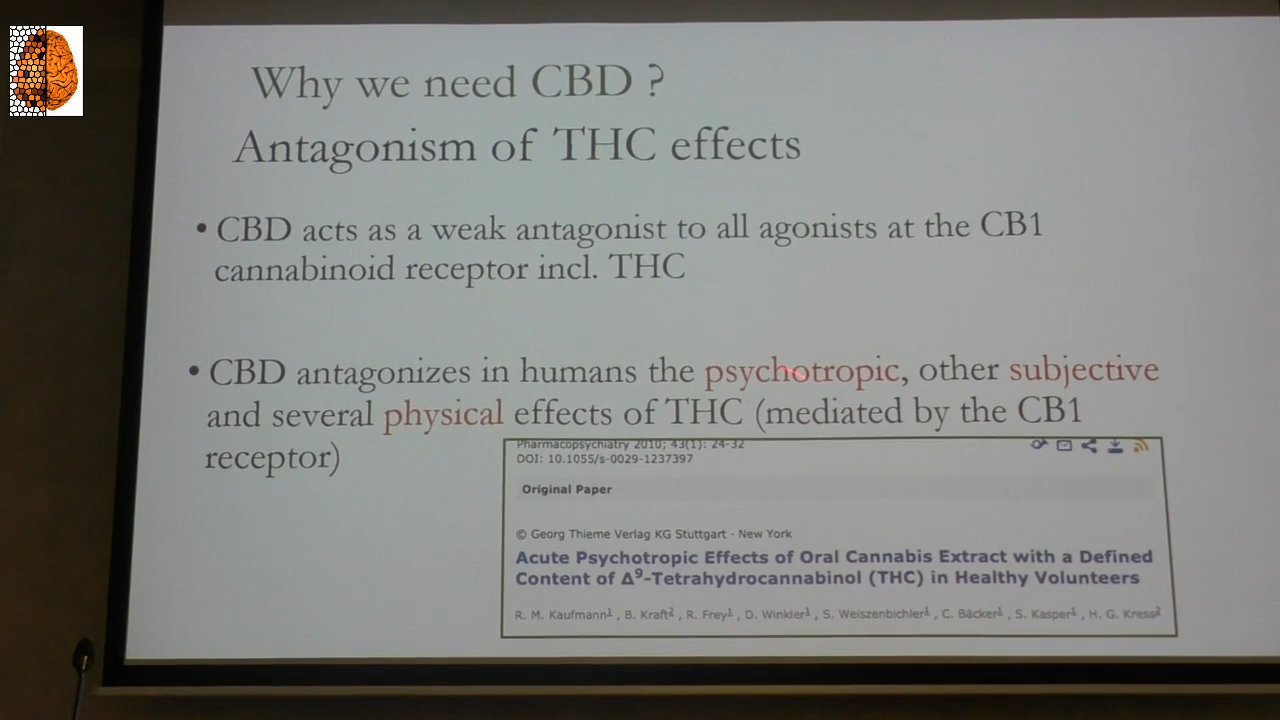 Why we need CBD ?
Antagonism of THC effects
• CBD acts as a weak antagonist to all agonists at the CB1
cannabinoid receptor incl. THC
• CBD antagonizes in humans the psychotropic, other subjective
and several physical effects of THC (mediated by the CB1
receptor)
Pharmacopsychiatry 2010; 43(1): 24-32
DOI: 10.1055/s-0029-1237397
Original Paper
© Georg Thieme Verlag KG Stuttgart · New York
Acute Psychotropic Effects of Oral Cannabis Extract with a Defined
Content of Δ⁹-Tetrahydrocannabinol (THC) in Healthy Volunteers
R. M. Kaufmann¹ , B. Kraft² , R. Frey¹ , D. Winkler¹ , S. Weiszenbichler¹ , C. Bäcker¹ , S. Kasper¹ , H. G. Kress²